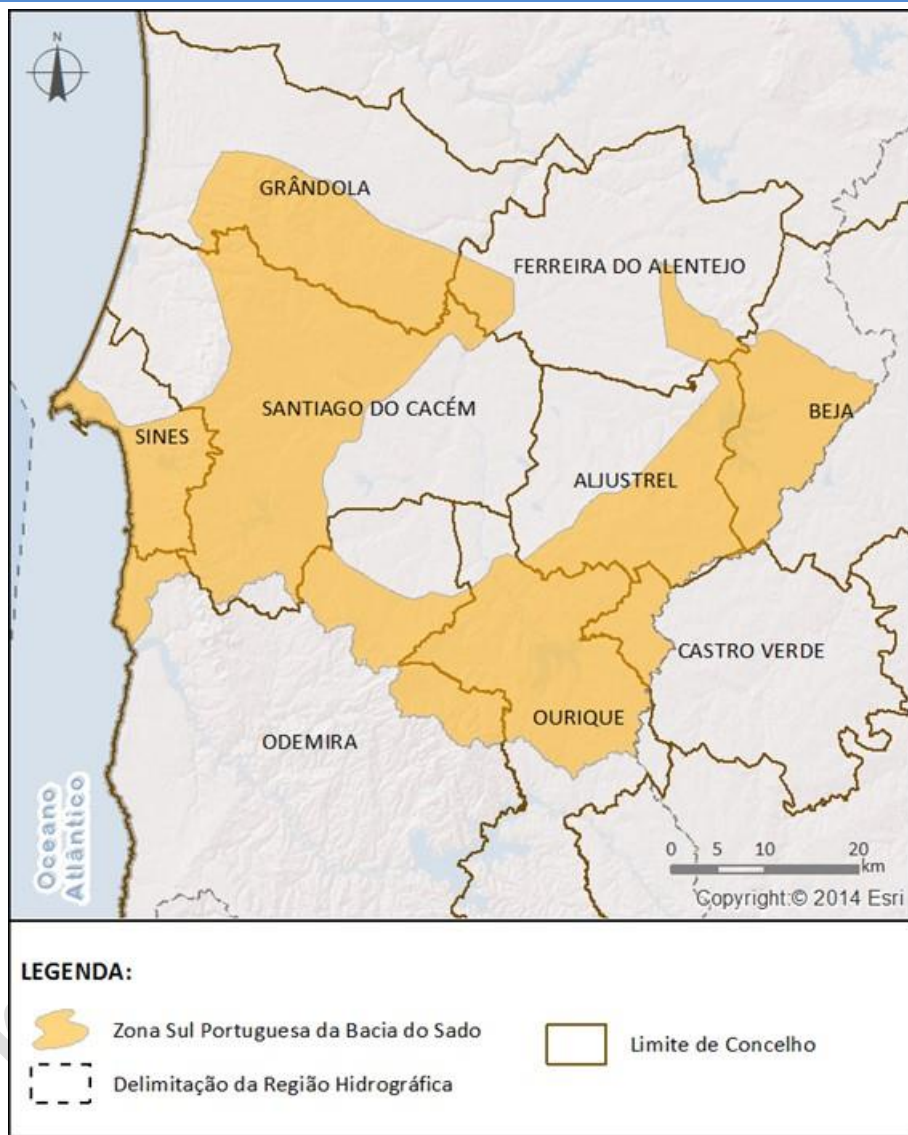 N
GRÂNDOLA
FERREIRA DO ALENTEJO
SANTIAGO DO CACÉM
BEJA
SINES
ALJUSTREL
CASTRO VERDE
OURIQUE
ODEMIRA
Oceano
Atlântico
0 5 10 20
km
Copyright:© 2014 Esri
LEGENDA:
Zona Sul Portuguesa da Bacia do Sado
Limite de Concelho
Delimitação da Região Hidrográfica